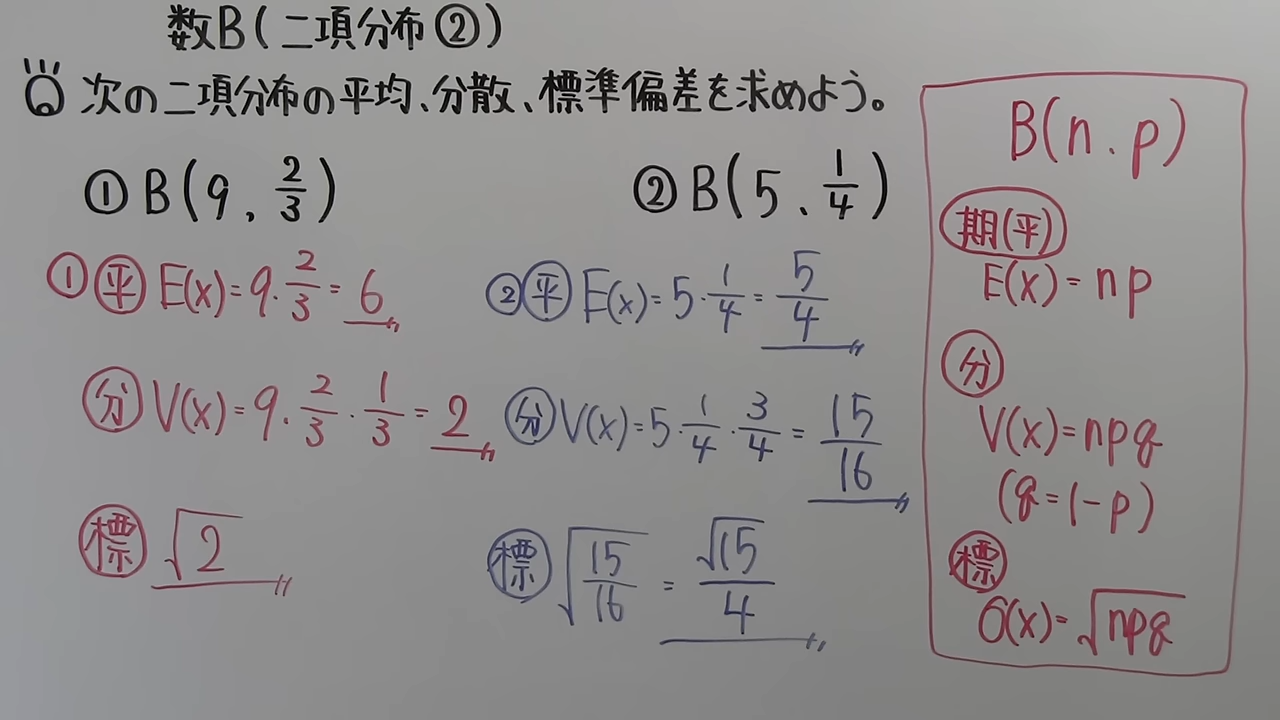 数B(二項分布②)
次の二項分布の平均、分散、標準偏差を求めよう。
① B(9, 2/3)
② B(5, 1/4)
① 平 E(x)=9・2/3=6
分 V(x)=9・2/3・1/3=2
標 √2
② 平 E(x)=5・1/4=5/4
分 V(x)=5・1/4・3/4=15/16
標 √(15/16)=√15/4
B(n, p)
期(平)
E(x)=np
分
V(x)=npq
(q=1-p)
標
σ(x)=√npq